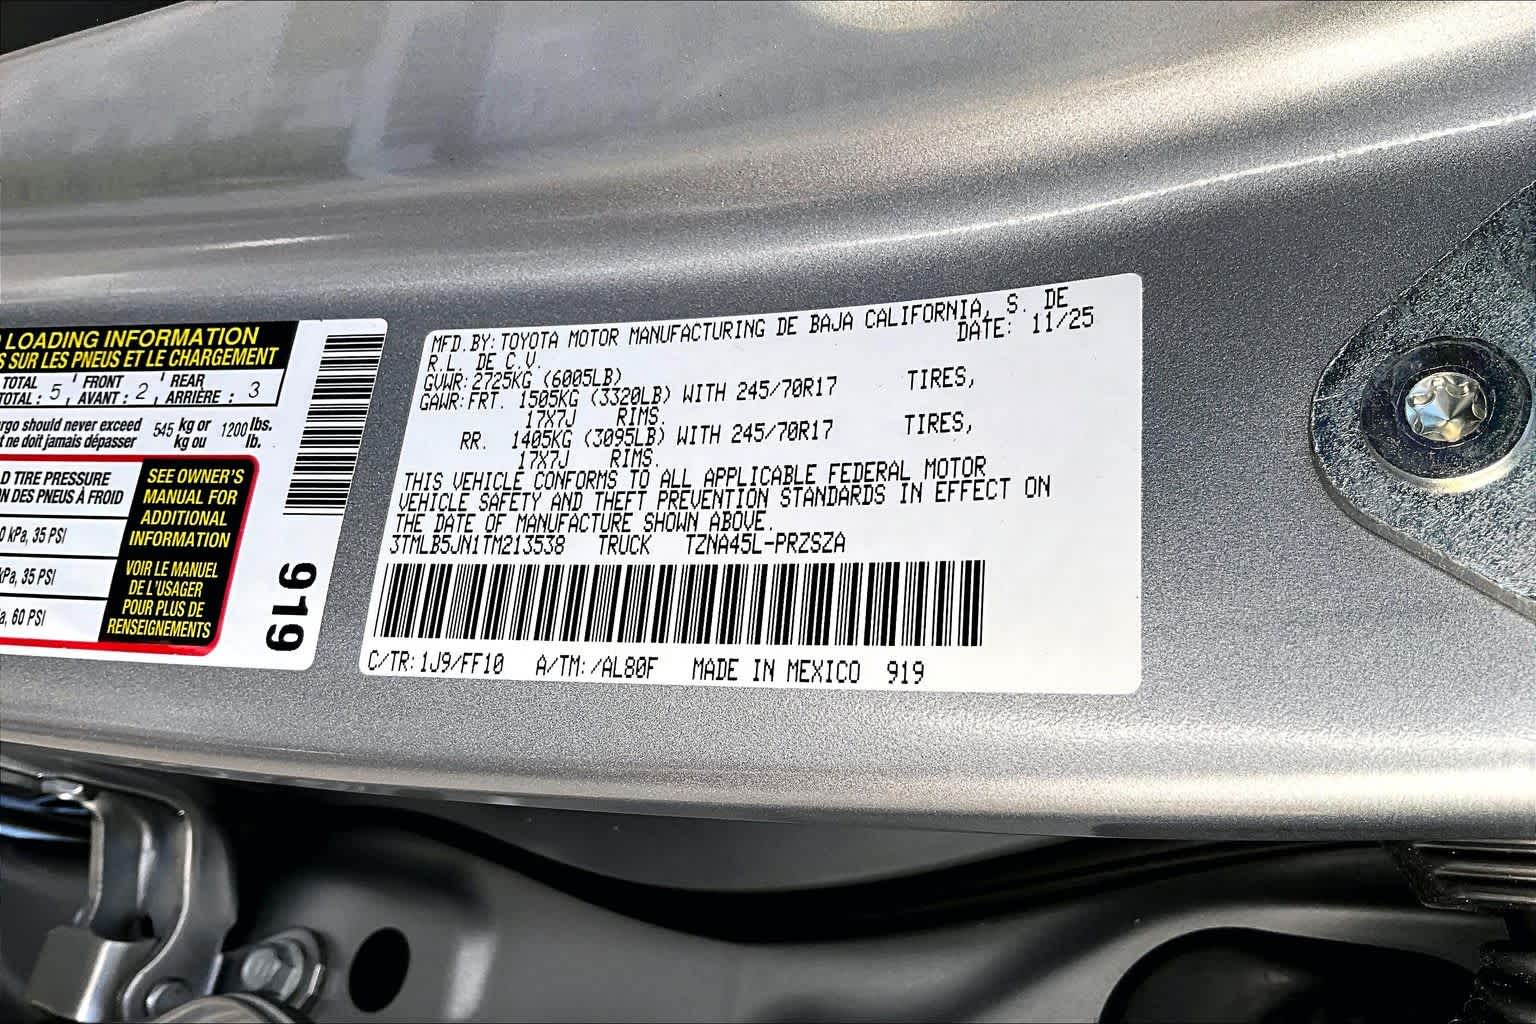 LOADING INFORMATION
SUR LES PNEUS ET LE CHARGEMENT
TOTAL 5 FRONT 2 REAR 3
TOTAL : AVANT : ARRIÈRE :
should never exceed 545 kg or 1200 lbs.
ne doit jamais dépasser kg ou lb.
TIRE PRESSURE
DES PNEUS À FROID
kPa, 35 PSI
kPa, 35 PSI
60 PSI
SEE OWNER'S
MANUAL FOR
ADDITIONAL
INFORMATION
VOIR LE MANUEL
DE L'USAGER
POUR PLUS DE
RENSEIGNEMENTS
919
MFD.BY: TOYOTA MOTOR MANUFACTURING DE BAJA CALIFORNIA, S. DE
R.L. DE C.V. DATE: 11/25
GVWR: 2725KG (6005LB)
GAWR: FRT. 1505KG (3320LB) WITH 245/70R17 TIRES,
17X7J RIMS.
RR. 1405KG (3095LB) WITH 245/70R17 TIRES,
17X7J RIMS.
THIS VEHICLE CONFORMS TO ALL APPLICABLE FEDERAL MOTOR
VEHICLE SAFETY AND THEFT PREVENTION STANDARDS IN EFFECT ON
THE DATE OF MANUFACTURE SHOWN ABOVE.
3TMLB5JN1TM213538 TRUCK TZNA45L-PRZSZA
C/TR: 1J9/FF10 A/TM: /AL80F MADE IN MEXICO 919